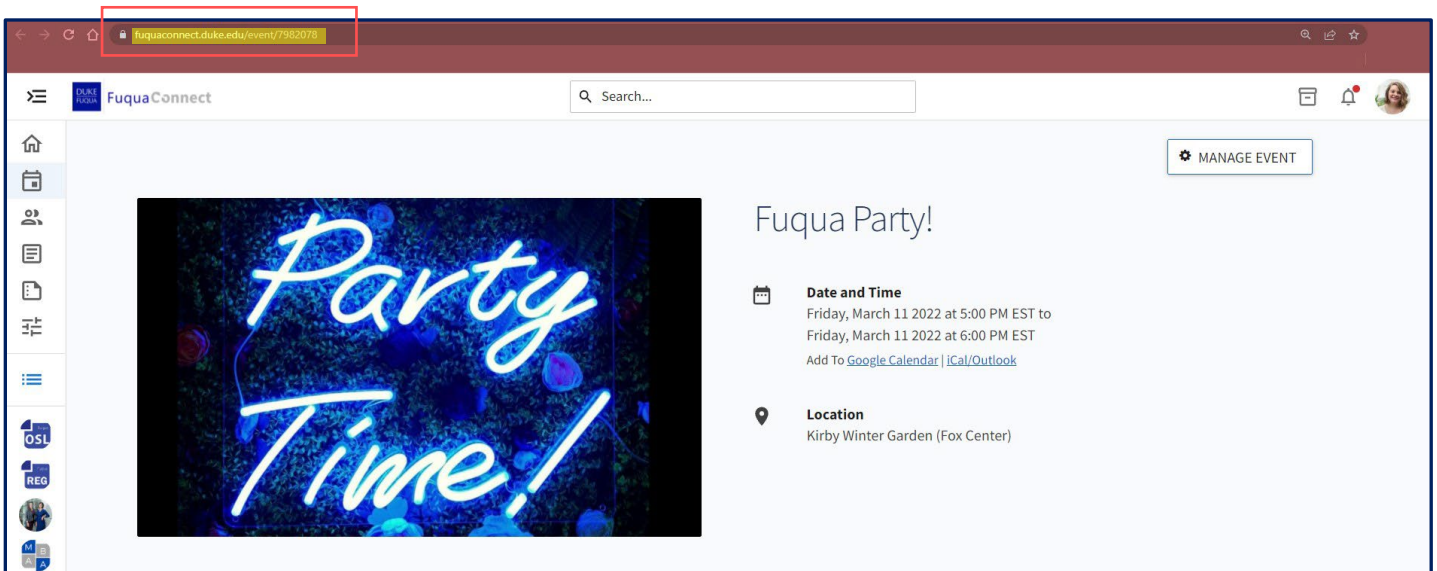 fuquaconnect.duke.edu/event/7982078
DUKE
FUQUA
FuquaConnect
Search...
MANAGE EVENT
Party
Time!
Fuqua Party!
Date and Time
Friday, March 11 2022 at 5:00 PM EST to
Friday, March 11 2022 at 6:00 PM EST
Add To Google Calendar | iCal/Outlook
Location
Kirby Winter Garden (Fox Center)
OSL
REG
M B
A A